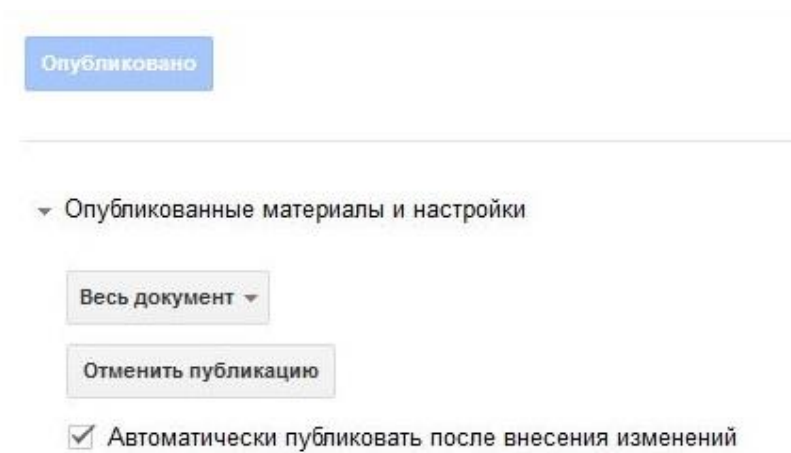 Опубликовано
Опубликованные материалы и настройки
Весь документ
Отменить публикацию
Автоматически публиковать после внесения изменений